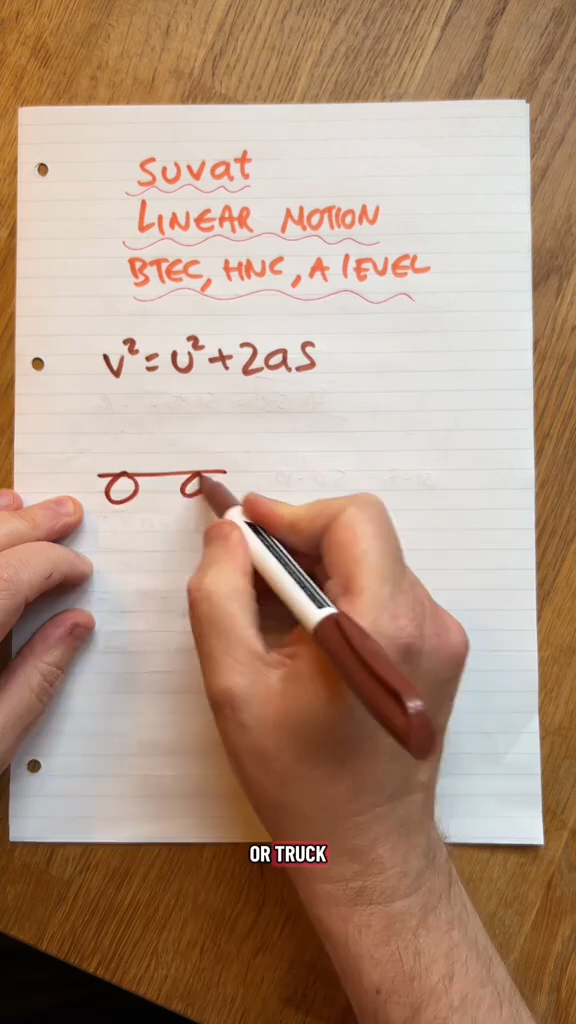 suvat
LINEAR MOTION
BTEC, HNC, A LEVEL
v²=u²+2as
OR TRUCK